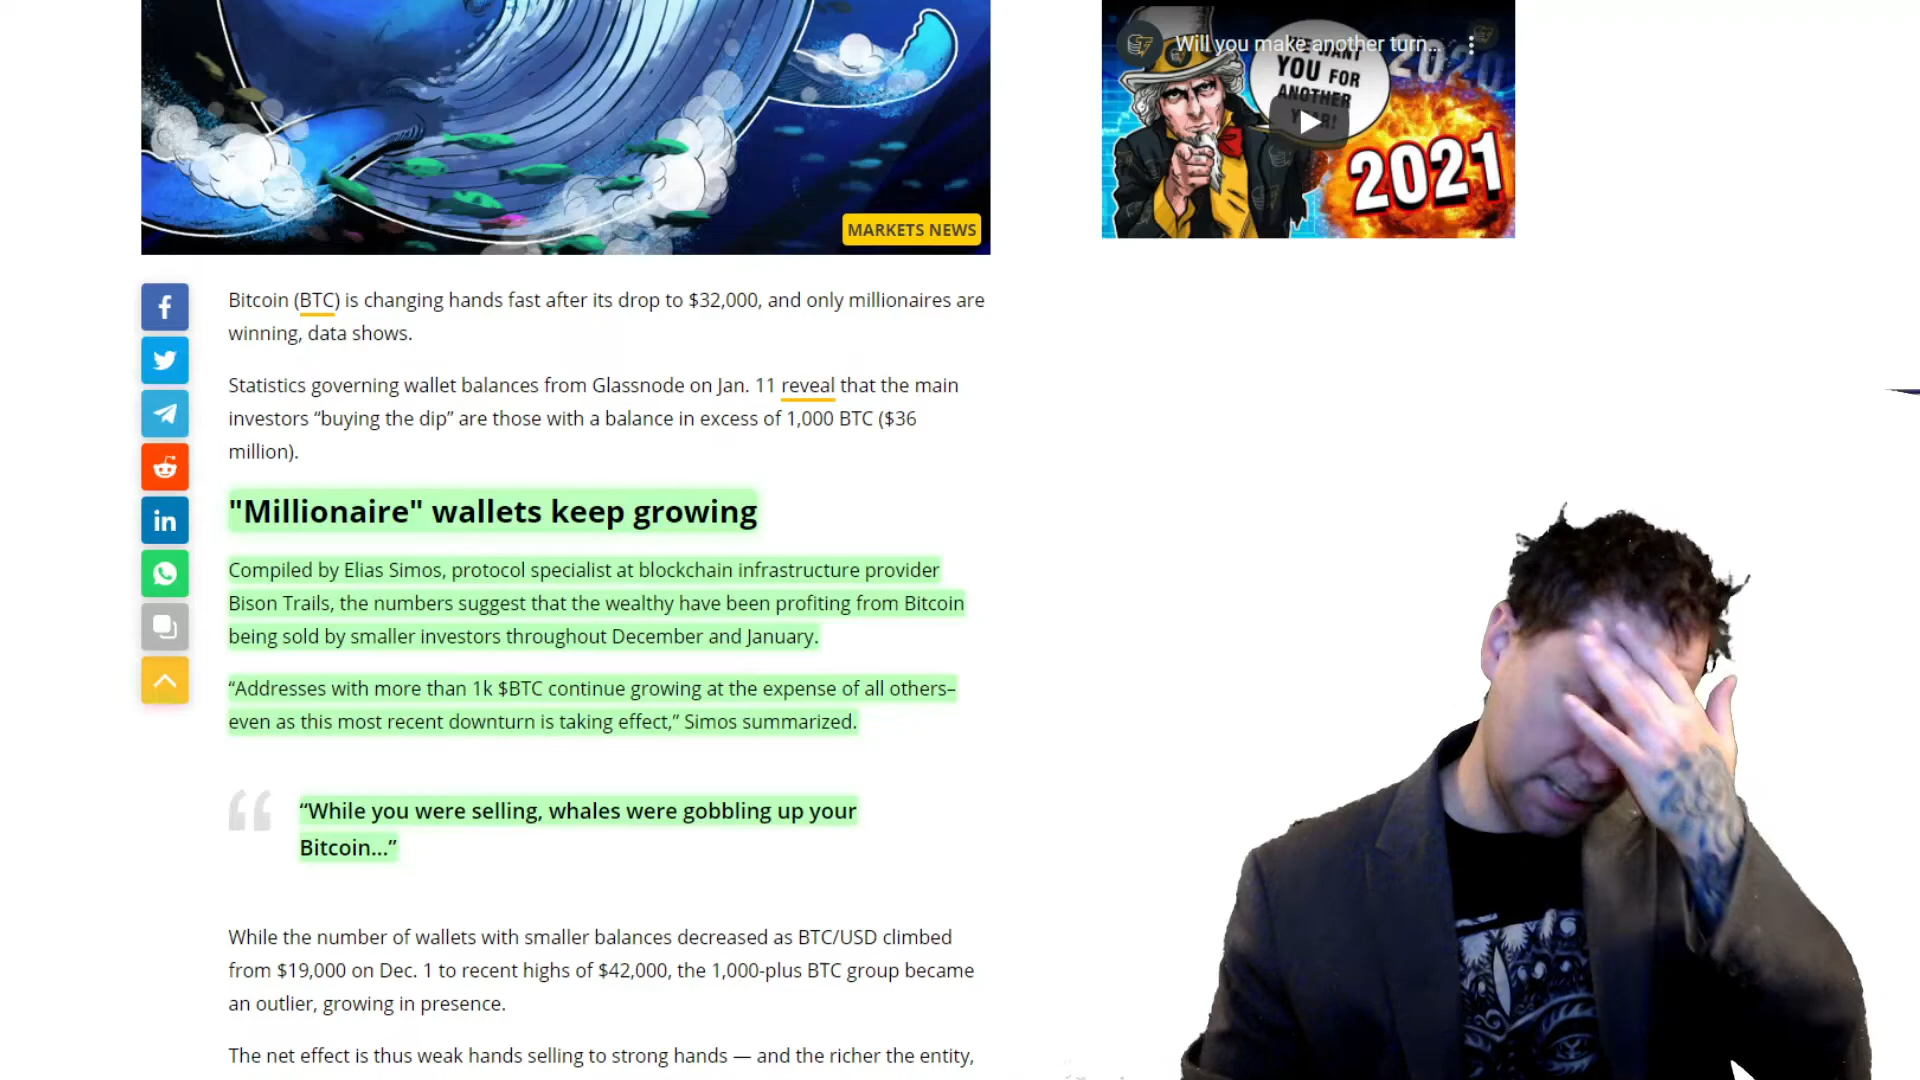 Will you make another turn...
WE WANT
YOU FOR
ANOTHER
YEAR!
2020
2021
MARKETS NEWS
Bitcoin (BTC) is changing hands fast after its drop to $32,000, and only millionaires are
winning, data shows.
Statistics governing wallet balances from Glassnode on Jan. 11 reveal that the main
investors “buying the dip” are those with a balance in excess of 1,000 BTC ($36
million).
"Millionaire" wallets keep growing
Compiled by Elias Simos, protocol specialist at blockchain infrastructure provider
Bison Trails, the numbers suggest that the wealthy have been profiting from Bitcoin
being sold by smaller investors throughout December and January.
“Addresses with more than 1k $BTC continue growing at the expense of all others–
even as this most recent downturn is taking effect,” Simos summarized.
“While you were selling, whales were gobbling up your
Bitcoin...”
While the number of wallets with smaller balances decreased as BTC/USD climbed
from $19,000 on Dec. 1 to recent highs of $42,000, the 1,000-plus BTC group became
an outlier, growing in presence.
The net effect is thus weak hands selling to strong hands — and the richer the entity,